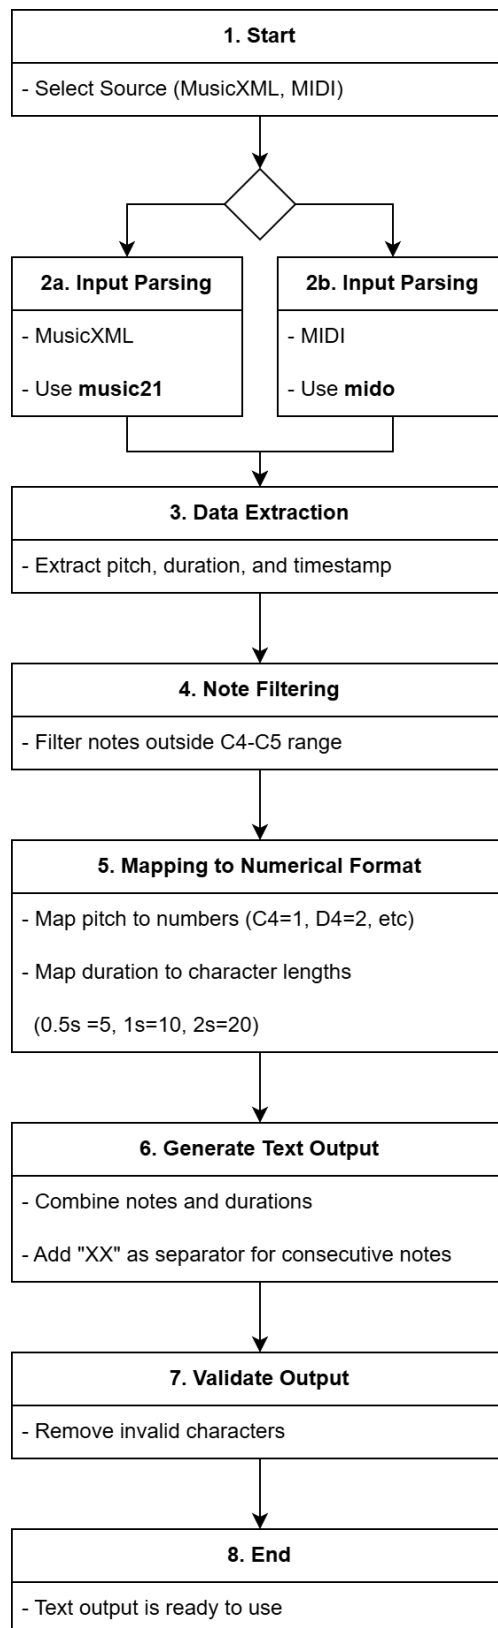 1. Start
- Select Source (MusicXML, MIDI)
2a. Input Parsing
- MusicXML
- Use music21
2b. Input Parsing
- MIDI
- Use mido
3. Data Extraction
- Extract pitch, duration, and timestamp
4. Note Filtering
- Filter notes outside C4-C5 range
5. Mapping to Numerical Format
- Map pitch to numbers (C4=1, D4=2, etc)
- Map duration to character lengths
(0.5s =5, 1s=10, 2s=20)
6. Generate Text Output
- Combine notes and durations
- Add "XX" as separator for consecutive notes
7. Validate Output
- Remove invalid characters
8. End
- Text output is ready to use